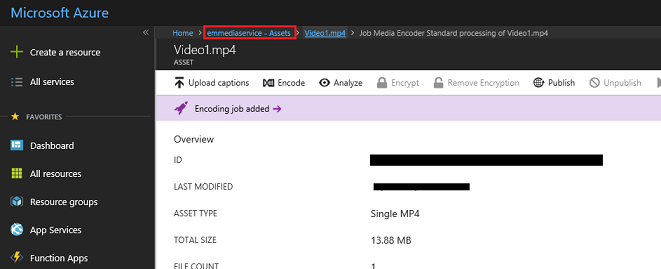 Microsoft Azure
Home > emmediaservice - Assets > Video1.mp4 > Job Media Encoder Standard processing of Video1.mp4
Video1.mp4
ASSET
Upload captions Encode Analyze Encrypt Remove Encryption Publish Unpublish
Encoding job added →
Overview
ID
LAST MODIFIED
ASSET TYPE Single MP4
TOTAL SIZE 13.88 MB
FILE COUNT 1
Create a resource
All services
FAVORITES
Dashboard
All resources
Resource groups
App Services
Function Apps